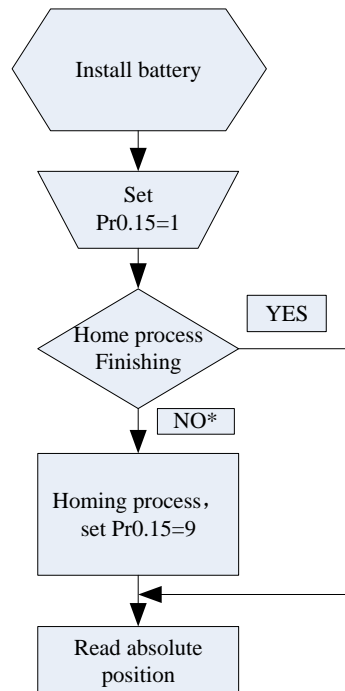 Install battery
Set
Pr0.15=1
Home process
Finishing
YES
NO*
Homing process，
set Pr0.15=9
Read absolute
position